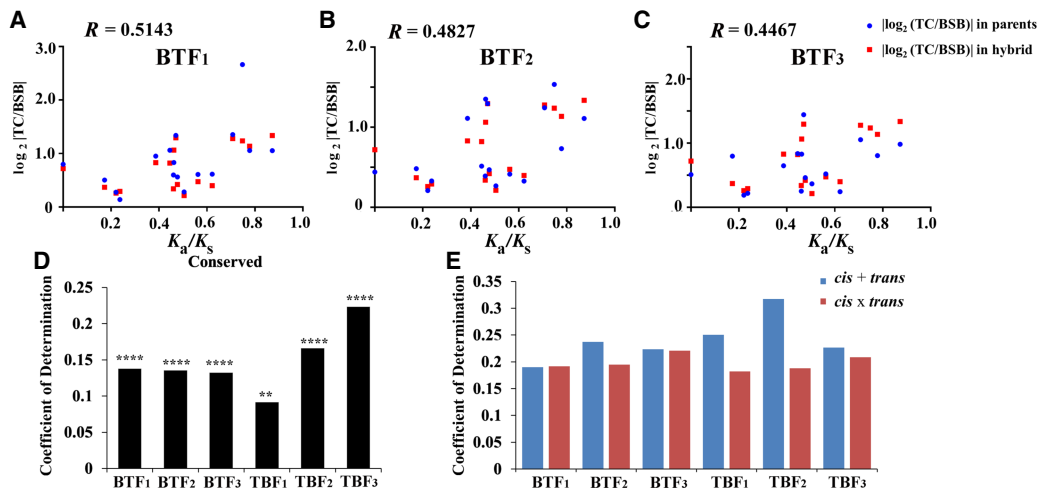 A
R = 0.5143
BTF1
log 2 |TC/BSB|
3.0
2.0
1.0
0
0.2 0.4 0.6 0.8 1.0
Ka/Ks
B
R = 0.4827
BTF2
2.0
1.0
0
0.2 0.4 0.6 0.8 1.0
Ka/Ks
C
R = 0.4467
BTF3
log 2 |TC/BSB|
2.0
1.0
.0
0.2 0.4 0.6 0.8 1.0
Ka/Ks
|log2 (TC/BSB)| in parents
|log2 (TC/BSB)| in hybrid
D
Conserved
Coefficient of Determination
0.25
0.2
0.15
0.1
0.05
0
**** **** **** ** **** ****
BTF1 BTF2 BTF3 TBF1 TBF2 TBF3
E
Coefficient of Determination
0.35
0.3
0.25
0.2
0.15
0.1
0.05
0
cis + trans
cis x trans
BTF1 BTF2 BTF3 TBF1 TBF2 TBF3